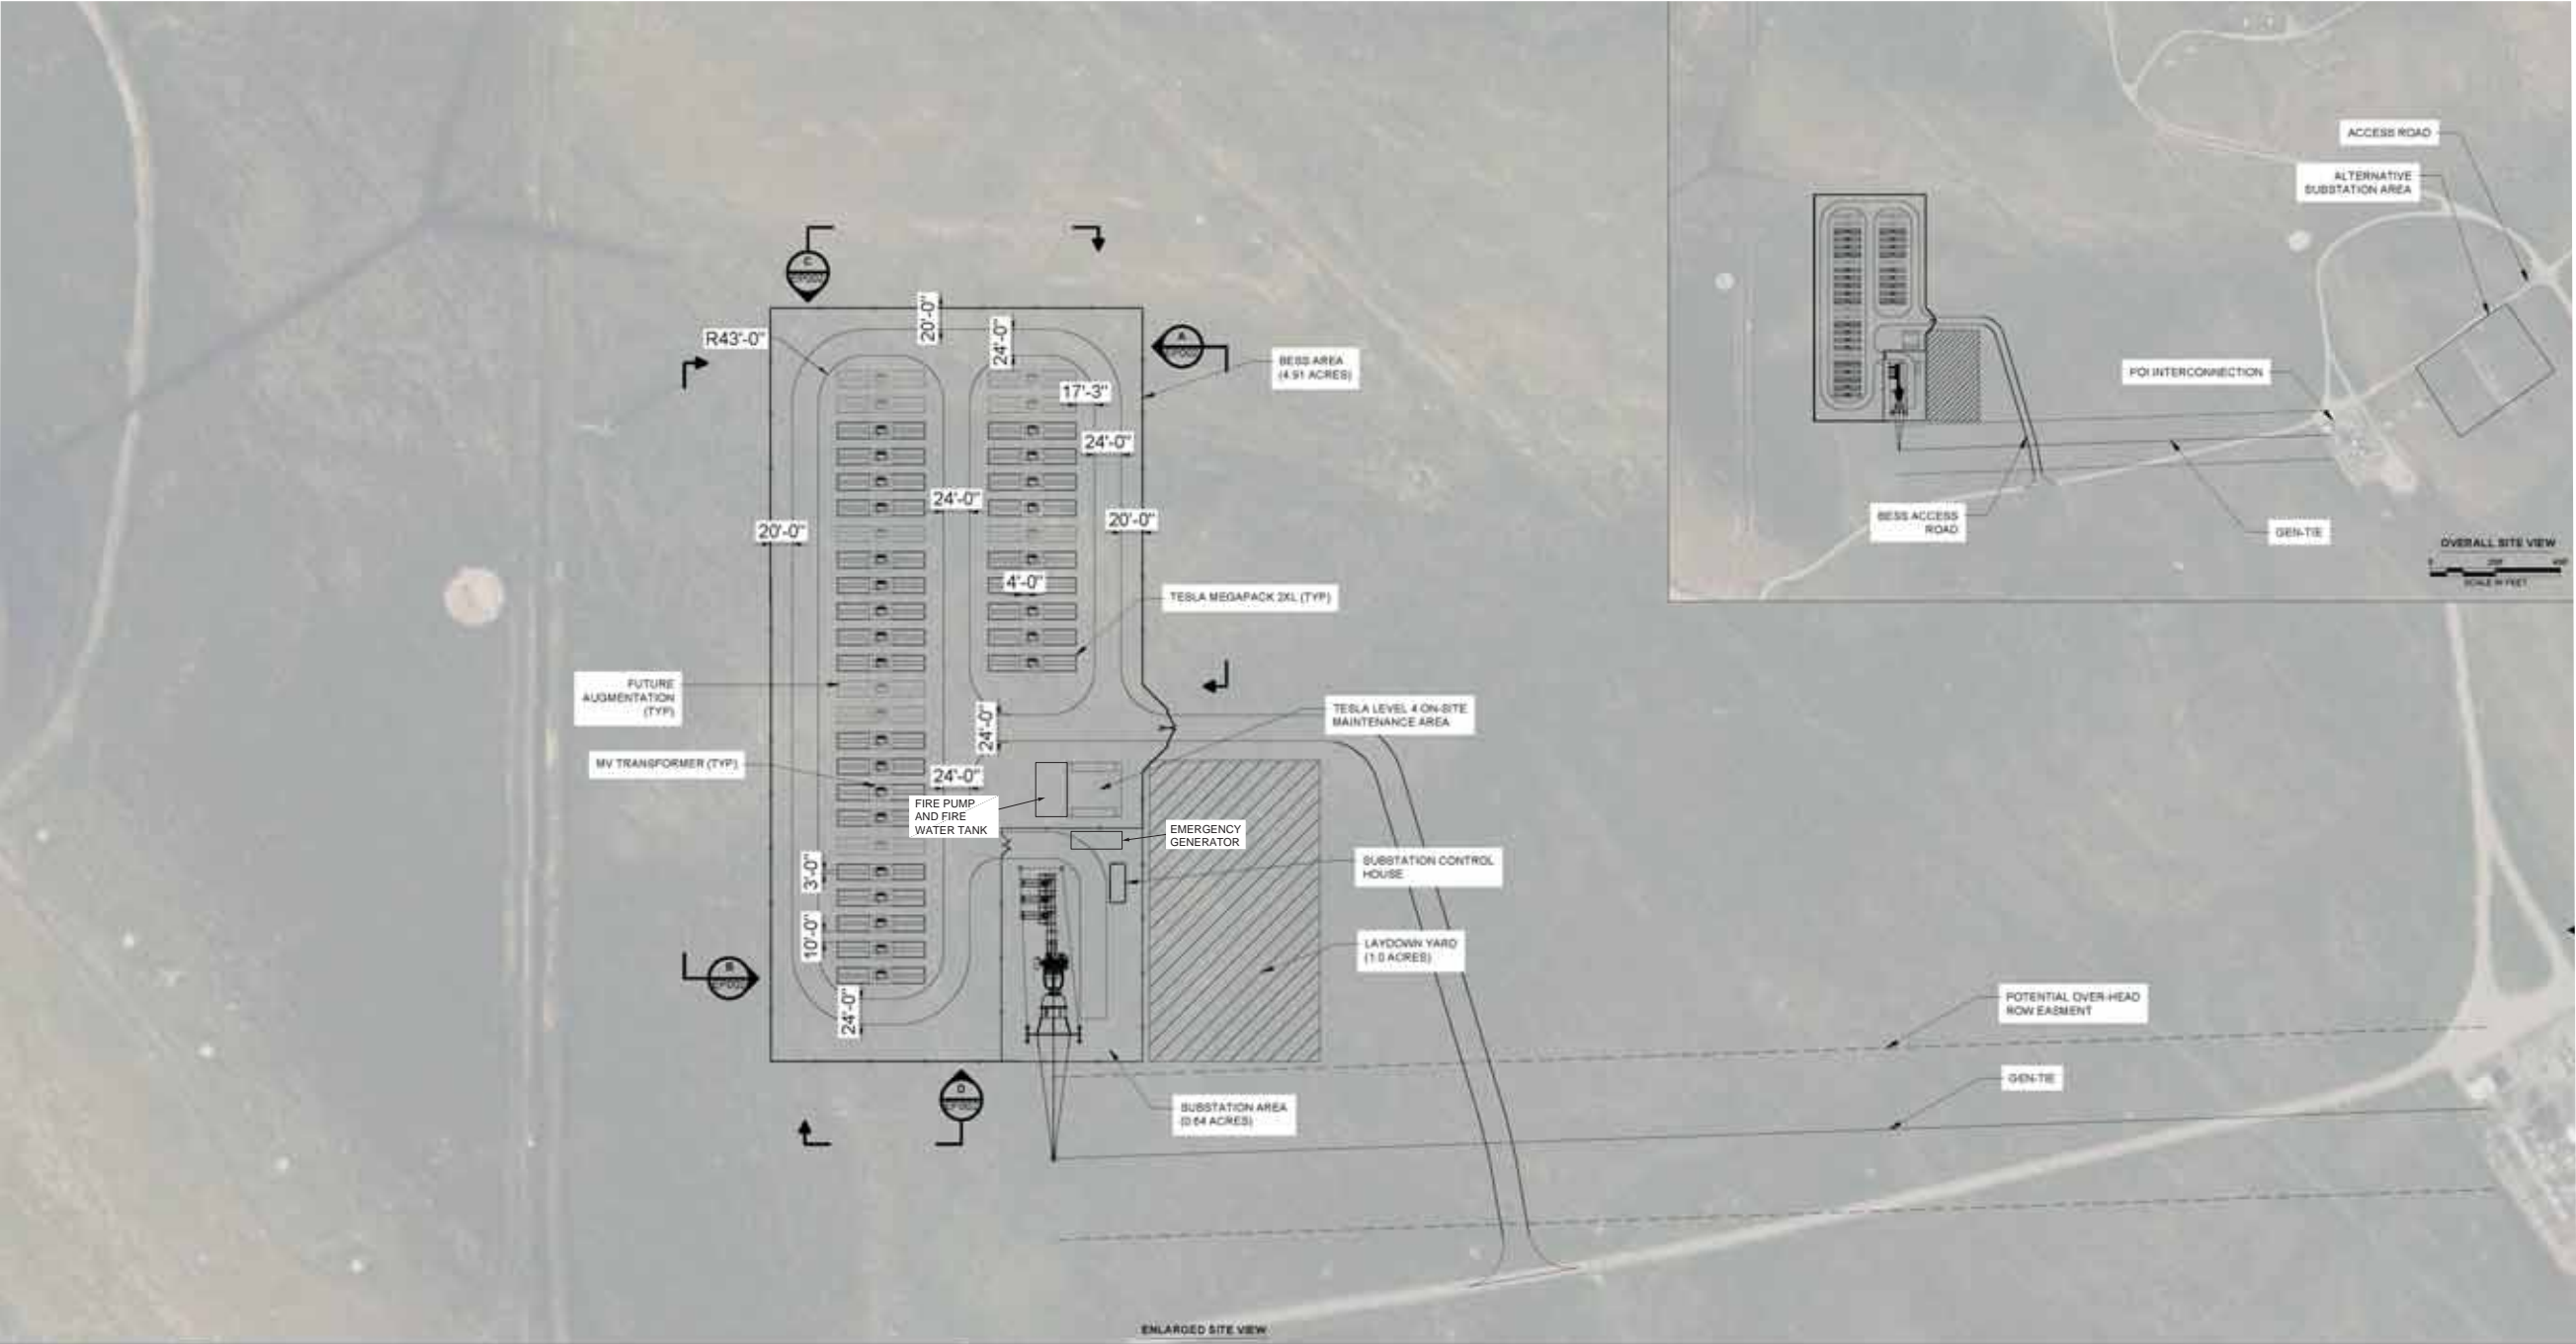 ACCESS ROAD
ALTERNATIVE
SUBSTATION AREA
POI INTERCONNECTION
BESS ACCESS
ROAD
GEN-TIE
OVERALL SITE VIEW
SCALE IN FEET
C
A
20'-0"
24'-0"
R43'-0"
BESS AREA
(4.91 ACRES)
17'-3"
24'-0"
24'-0"
20'-0"
20'-0"
4'-0"
TESLA MEGAPACK 2XL (TYP)
FUTURE
AUGMENTATION
(TYP)
24'-0"
TESLA LEVEL 4 ON-SITE
MAINTENANCE AREA
MV TRANSFORMER (TYP)
24'-0"
FIRE PUMP
AND FIRE
WATER TANK
EMERGENCY
GENERATOR
SUBSTATION CONTROL
HOUSE
3'-0"
10'-0"
LAYDOWN YARD
(1.0 ACRES)
B
24'-0"
POTENTIAL OVER-HEAD
ROW EASMENT
GEN-TIE
D
SUBSTATION AREA
(0.64 ACRES)
ENLARGED SITE VIEW